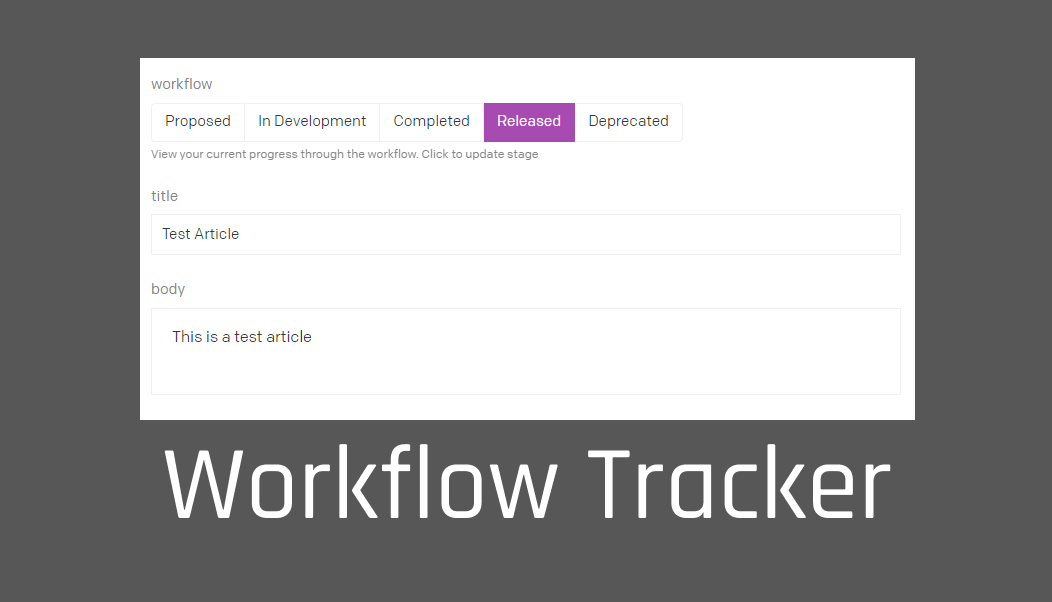 workflow
Proposed In Development Completed Released Deprecated
View your current progress through the workflow. Click to update stage
title
Test Article
body
This is a test article
Workflow Tracker